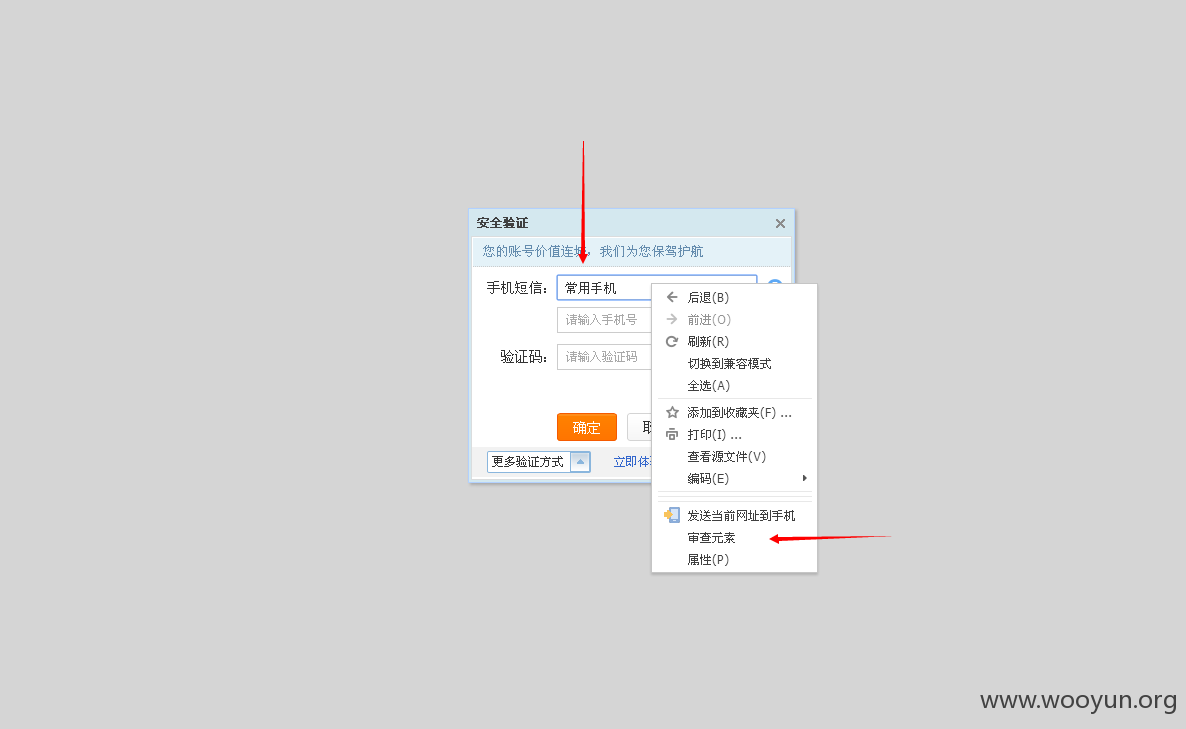 安全验证
您的账号价值连城,我们为您保驾护航
手机短信:
常用手机
请输入手机号
验证码:
请输入验证码
确定
更多验证方式
立即体
后退(B)
前进(O)
刷新(R)
切换到兼容模式
全选(A)
添加到收藏夹(F) ...
打印(I) ...
查看源文件(V)
编码(E)
发送当前网址到手机
审查元素
属性(P)
www.wooyun.org